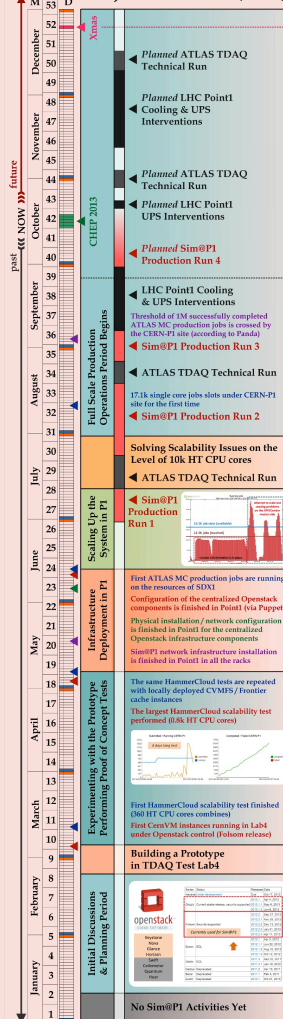 M
D
53
52
51
50
49
48
47
46
45
44
43
42
41
40
39
38
37
36
35
34
33
32
31
30
29
28
27
26
25
24
23
22
21
20
19
18
17
16
15
14
13
12
11
10
9
8
7
6
5
4
3
2
1
December
November
October
September
August
July
June
May
April
March
February
January
past <<< NOW >>> future
Xmas
CHEP 2013
Planned ATLAS TDAQ
Technical Run
Planned LHC Point1
Cooling & UPS
Interventions
Planned ATLAS TDAQ
Technical Run
Planned LHC Point1
UPS Interventions
Planned Sim@P1
Production Run 4
Full Scale Production
Operations Period Begins
LHC Point1 Cooling
& UPS Interventions
Threshold of 1M successfully completed
ATLAS MC production jobs is crossed by
the CERN-P1 site (according to Panda)
Sim@P1 Production Run 3
ATLAS TDAQ Technical Run
17.1k single core jobs slots under CERN-P1
site for the first time
Sim@P1 Production Run 2
Solving Scalability Issues on the
Level of 10k HT CPU cores
ATLAS TDAQ Technical Run
Scaling Up the
System in P1
Sim@P1
Production
Run 1
Infrastructure
Deployment in P1
First ATLAS MC production jobs are running
on the resources of SDX1
Configuration of the centralized Openstack
components is finished in Point1 (via Puppet
Physical installation / network configuration
is finished in Point1 for the centralized
Openstack infrastructure components
Sim@P1 network infrastructure installation
is finished in Point1 in all the racks
Experimenting with the Prototype
Performing Proof of Concept Tests
The same HammerCloud tests are repeated
with locally deployed CVMFS / Frontier
cache instances
The largest HammerCloud scalability test
performed (0.8k HT CPU cores)
First HammerCloud scalability test finished
(360 HT CPU cores combines)
First CernVM instances running in Lab4
under Openstack control (Folsom release)
Building a Prototype
in TDAQ Test Lab4
Initial Discussions
& Planning Period
openstack
Keystone
Nova
Glance
Horizon
Swift
Ceilometer
Quantum
Heat
Currently used for Sim@P1
No Sim@P1 Activities Yet